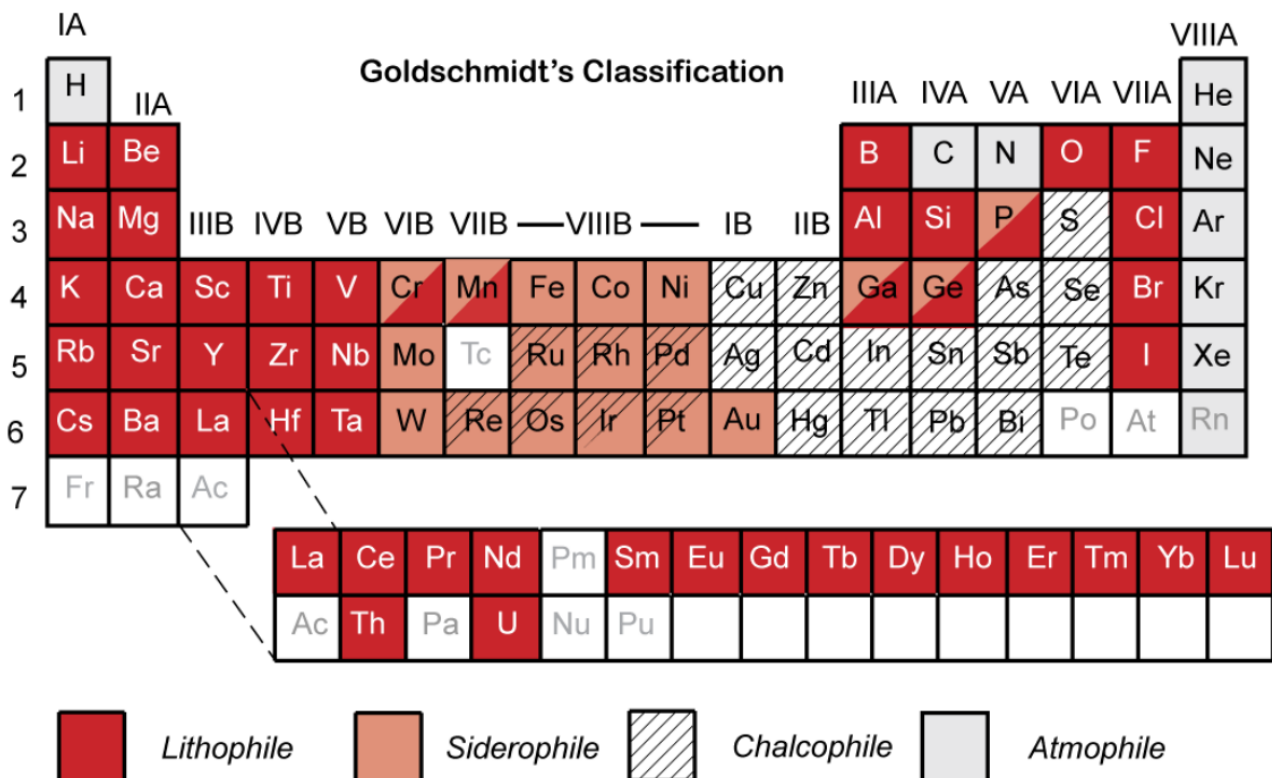 IA
VIIIA
Goldschmidt's Classification
1 H IIA IIIA IVA VA VIA VIIA He
2 Li Be B C N O F Ne
3 Na Mg IIIB IVB VB VIB VIIB — VIIIB — IB IIB Al Si P S Cl Ar
4 K Ca Sc Ti V Cr Mn Fe Co Ni Cu Zn Ga Ge As Se Br Kr
5 Rb Sr Y Zr Nb Mo Tc Ru Rh Pd Ag Cd In Sn Sb Te I Xe
6 Cs Ba La Hf Ta W Re Os Ir Pt Au Hg Tl Pb Bi Po At Rn
7 Fr Ra Ac
La Ce Pr Nd Pm Sm Eu Gd Tb Dy Ho Er Tm Yb Lu
Ac Th Pa U Nu Pu
Lithophile Siderophile Chalcophile Atmophile